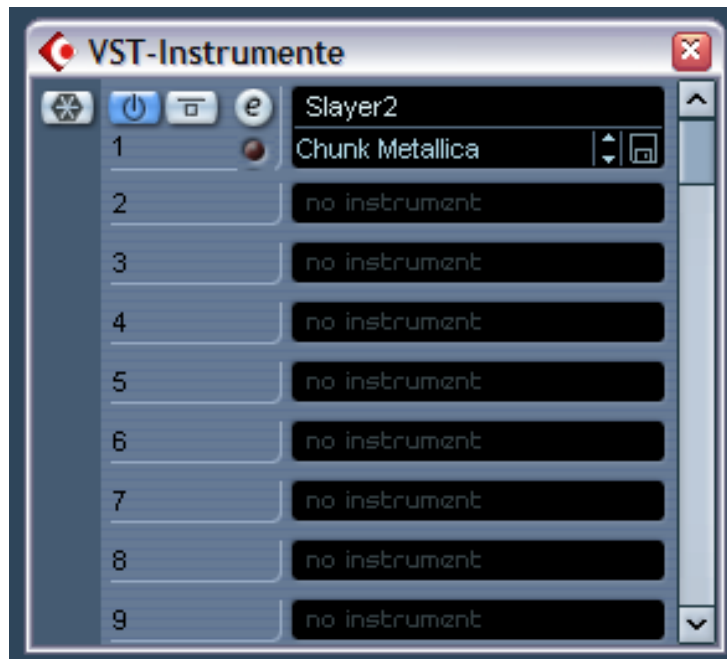 VST-Instrumente
e Slayer2
1 Chunk Metallica
2 no instrument
3 no instrument
4 no instrument
5 no instrument
6 no instrument
7 no instrument
8 no instrument
9 no instrument